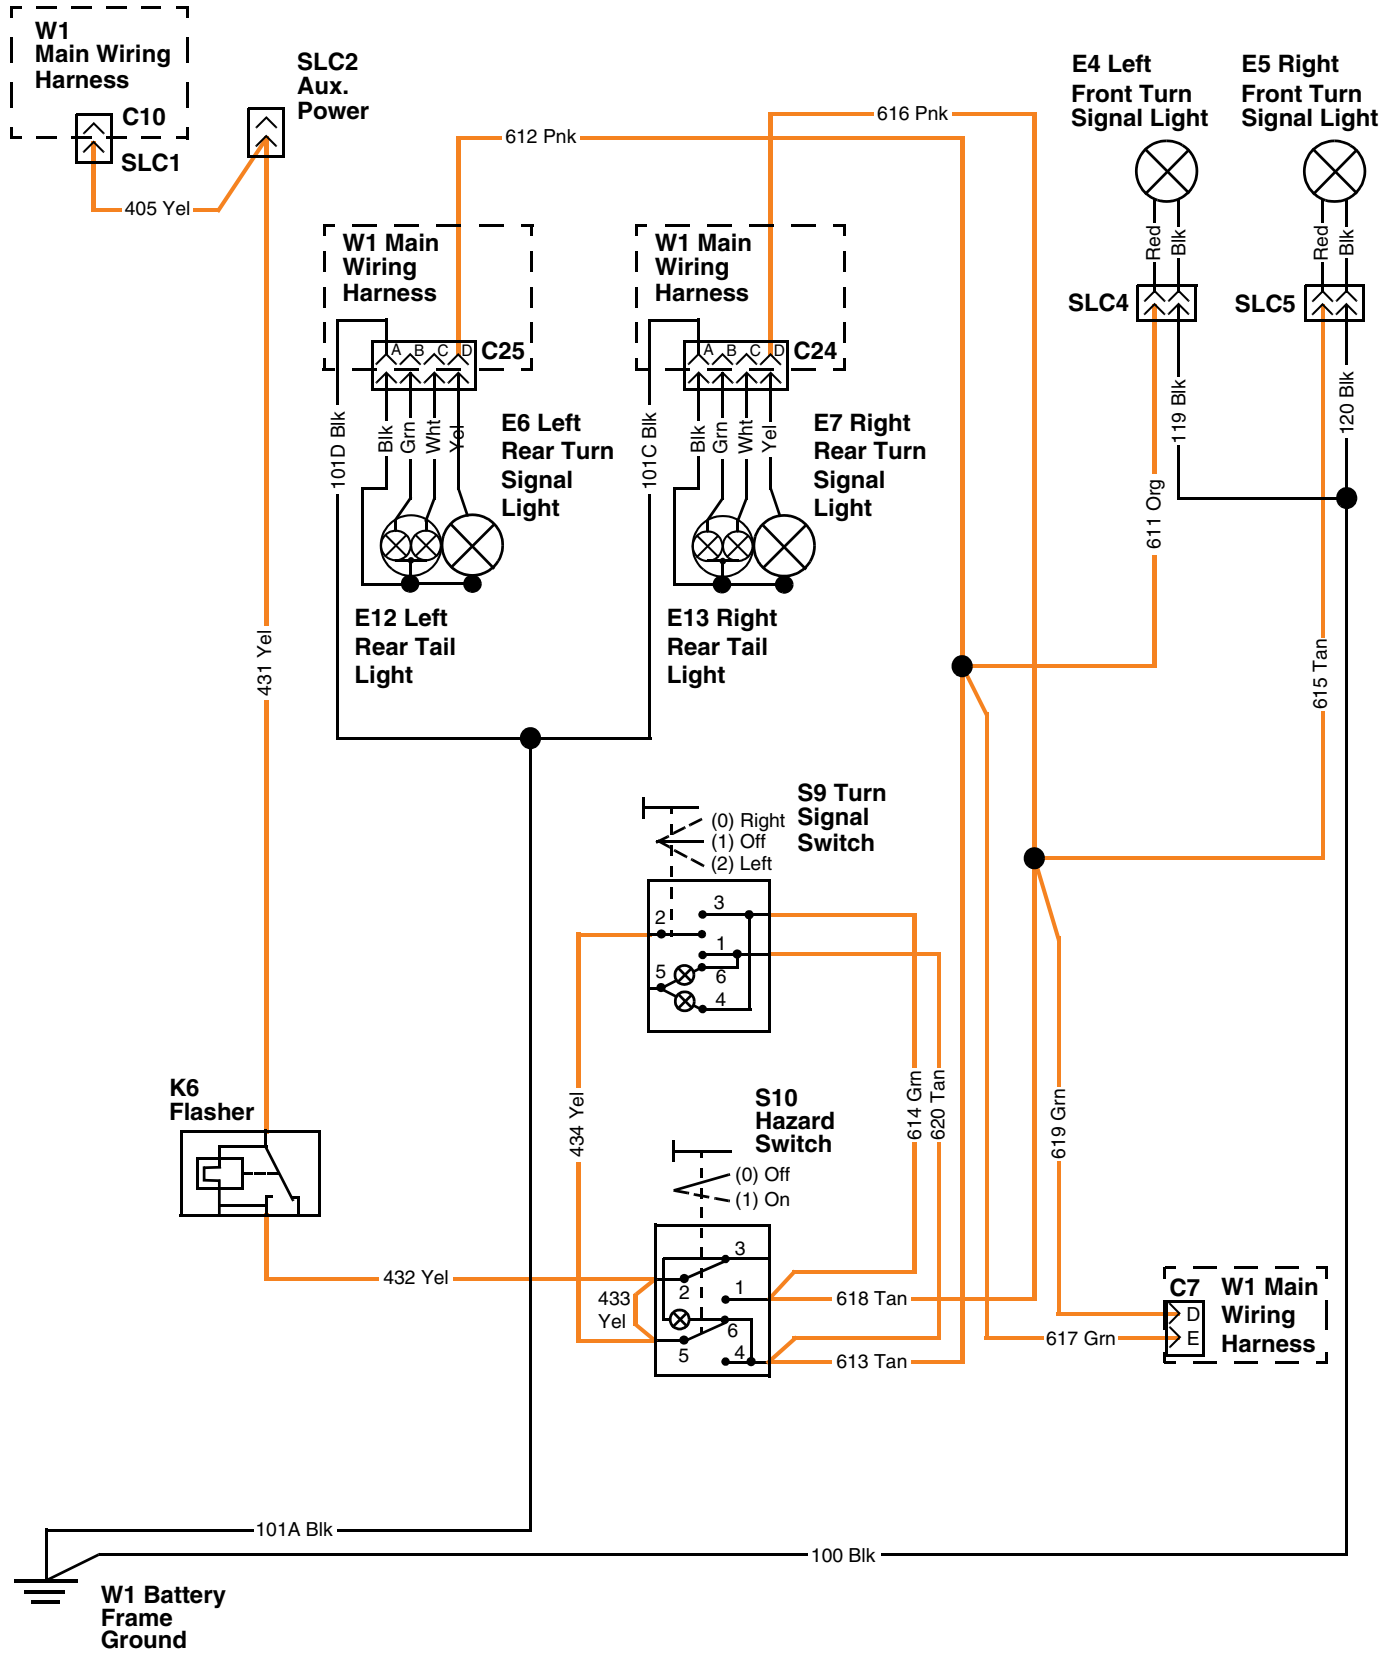 W1
Main Wiring
Harness
C10
SLC1
SLC2
Aux.
Power
405 Yel
612 Pnk
616 Pnk
E4 Left
Front Turn
Signal Light
E5 Right
Front Turn
Signal Light
Red
Blk
Red
Blk
SLC4
SLC5
W1 Main
Wiring
Harness
A B C D
C25
W1 Main
Wiring
Harness
A B C D
C24
101D Blk
Blk
Grn
Wht
Yel
E6 Left
Rear Turn
Signal
Light
101C Blk
Blk
Grn
Wht
Yel
E7 Right
Rear Turn
Signal
Light
119 Blk
120 Blk
611 Org
615 Tan
E12 Left
Rear Tail
Light
E13 Right
Rear Tail
Light
431 Yel
S9 Turn
Signal
Switch
(0) Right
(1) Off
(2) Left
3
2
1
5
6
4
K6
Flasher
434 Yel
614 Grn
620 Tan
619 Grn
S10
Hazard
Switch
(0) Off
(1) On
3
2
1
6
5
4
432 Yel
433
Yel
618 Tan
613 Tan
617 Grn
C7
D
E
W1 Main
Wiring
Harness
101A Blk
100 Blk
W1 Battery
Frame
Ground